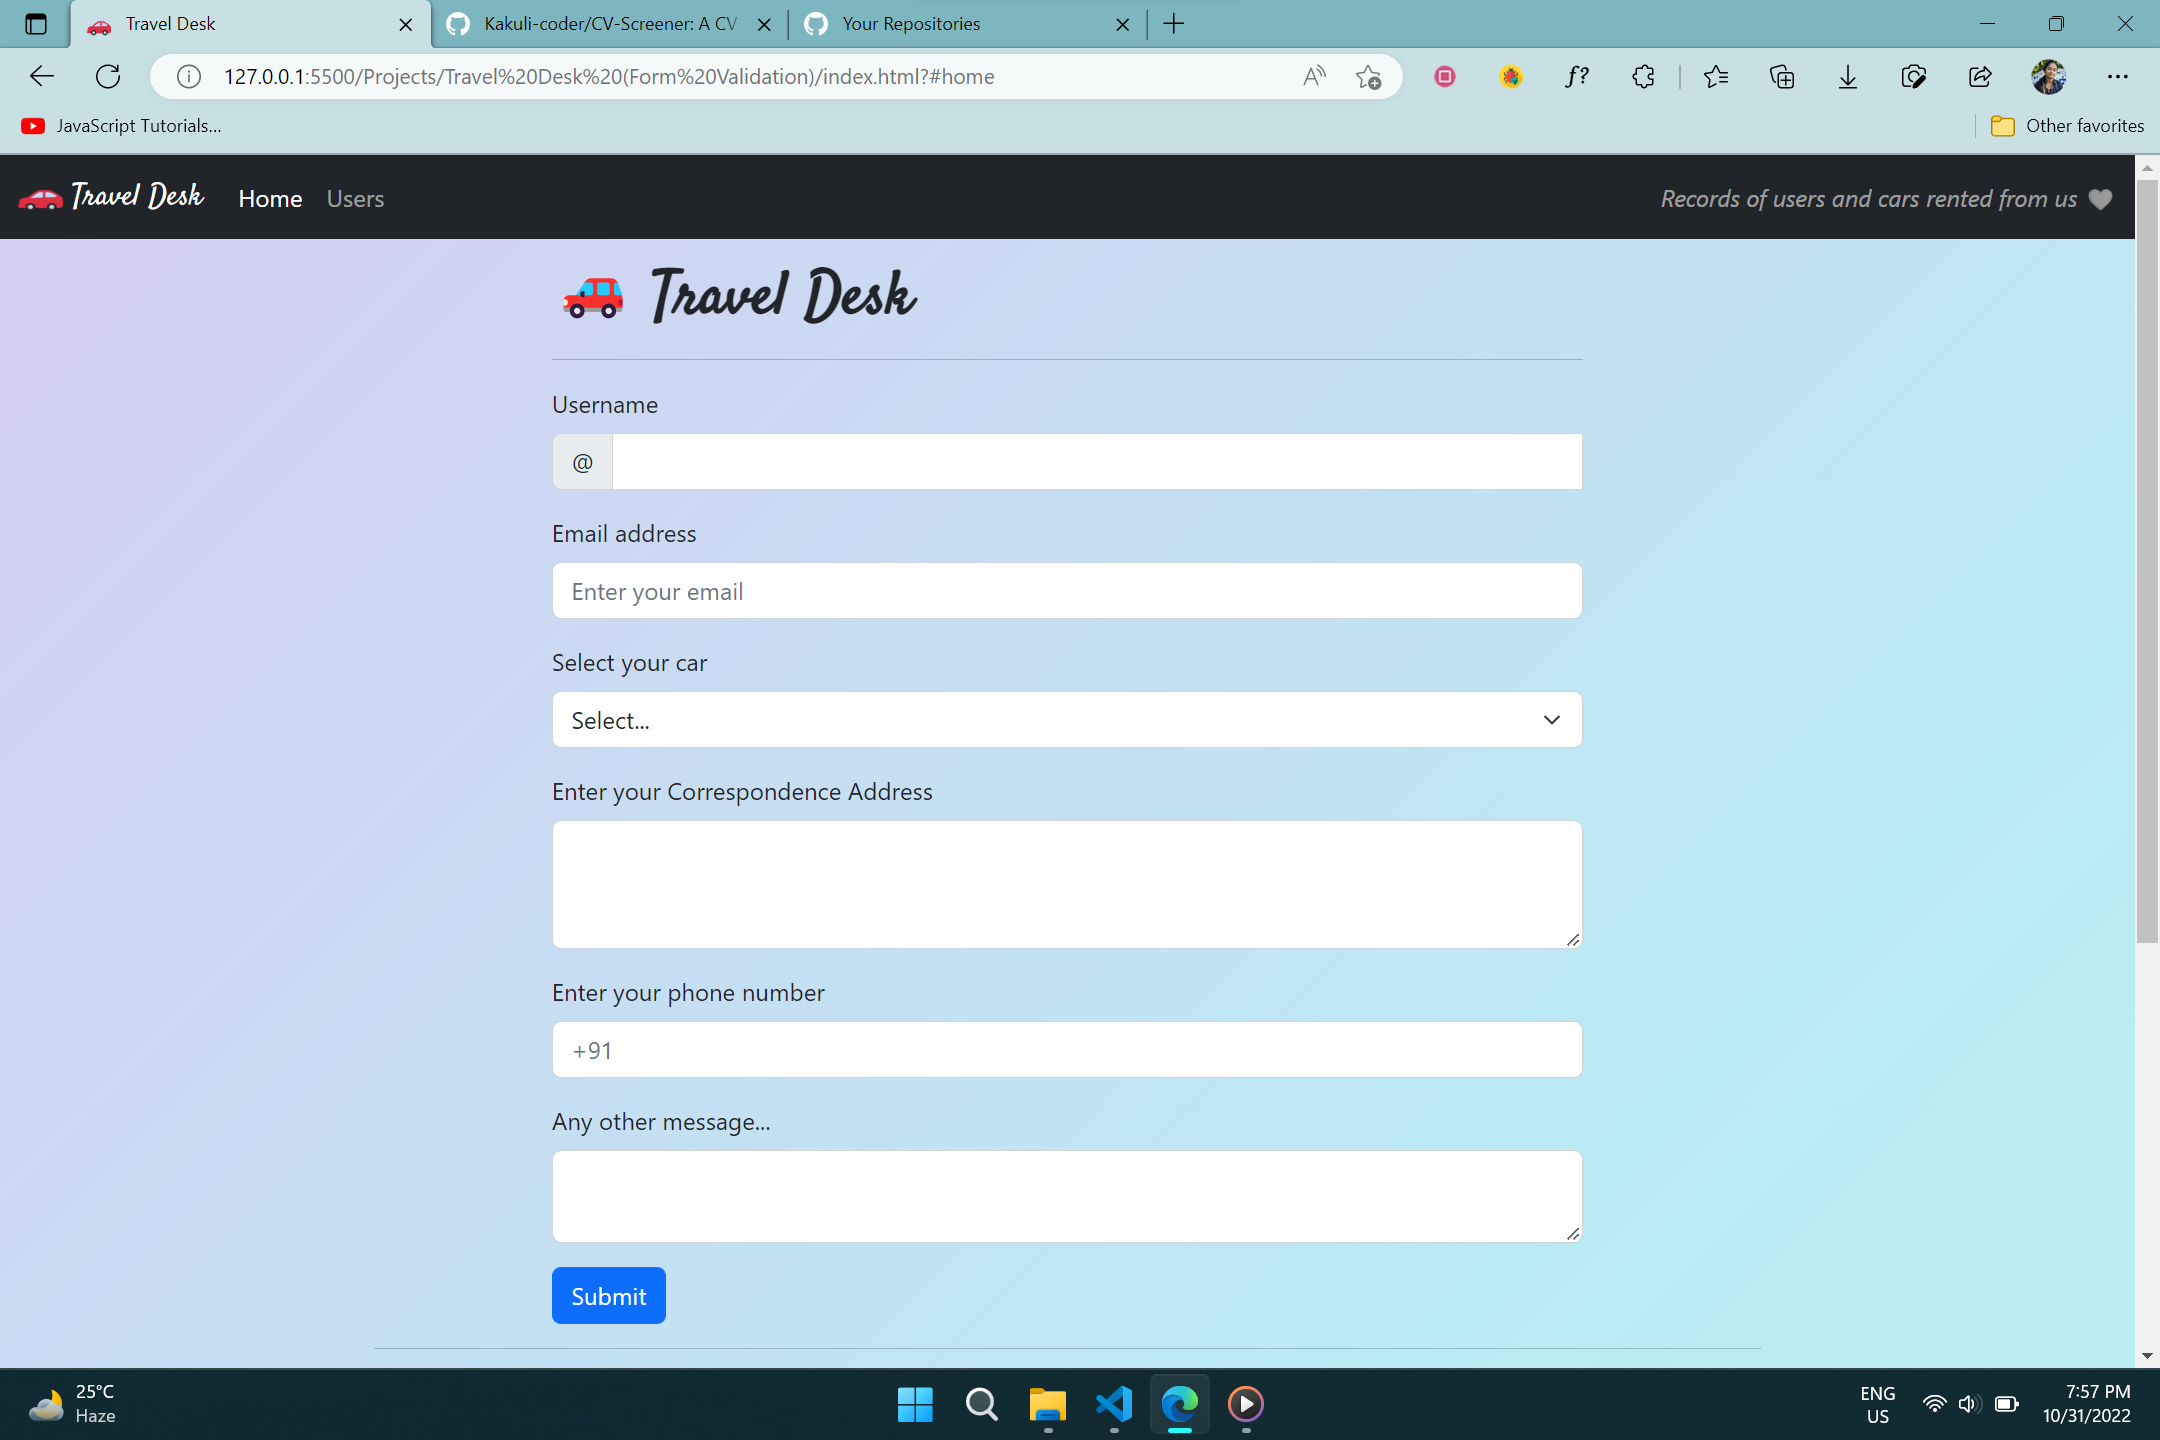 Travel Desk
Kakuli-coder/CV-Screener: A CV
Your Repositories
127.0.0.1:5500/Projects/Travel%20Desk%20(Form%20Validation)/index.html?#home
JavaScript Tutorials...
Other favorites
Travel Desk
Home
Users
Records of users and cars rented from us
Travel Desk
Username
@
Email address
Enter your email
Select your car
Select...
Enter your Correspondence Address
Enter your phone number
+91
Any other message...
Submit
25°C
Haze
ENG
US
7:57 PM
10/31/2022